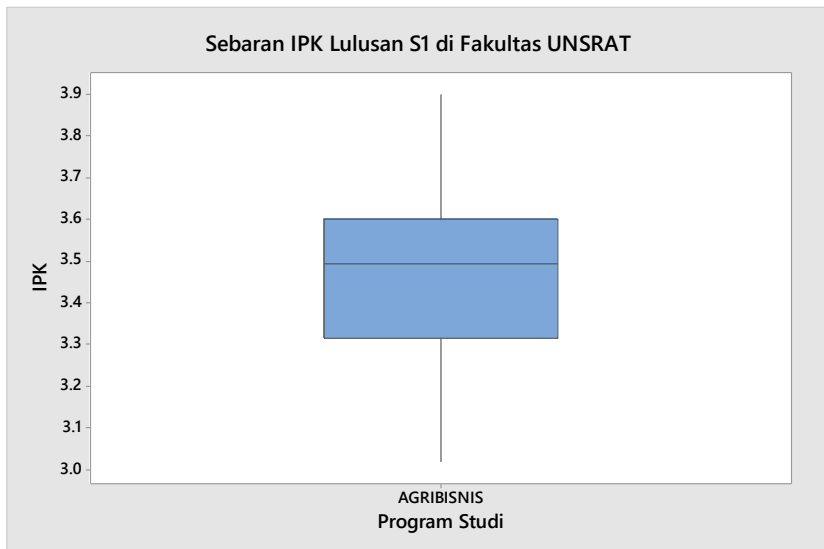 Sebaran IPK Lulusan S1 di Fakultas UNSRAT
3.9
3.8
3.7
3.6
3.5
3.4
3.3
3.2
3.1
3.0
IPK
AGRIBISNIS
Program Studi